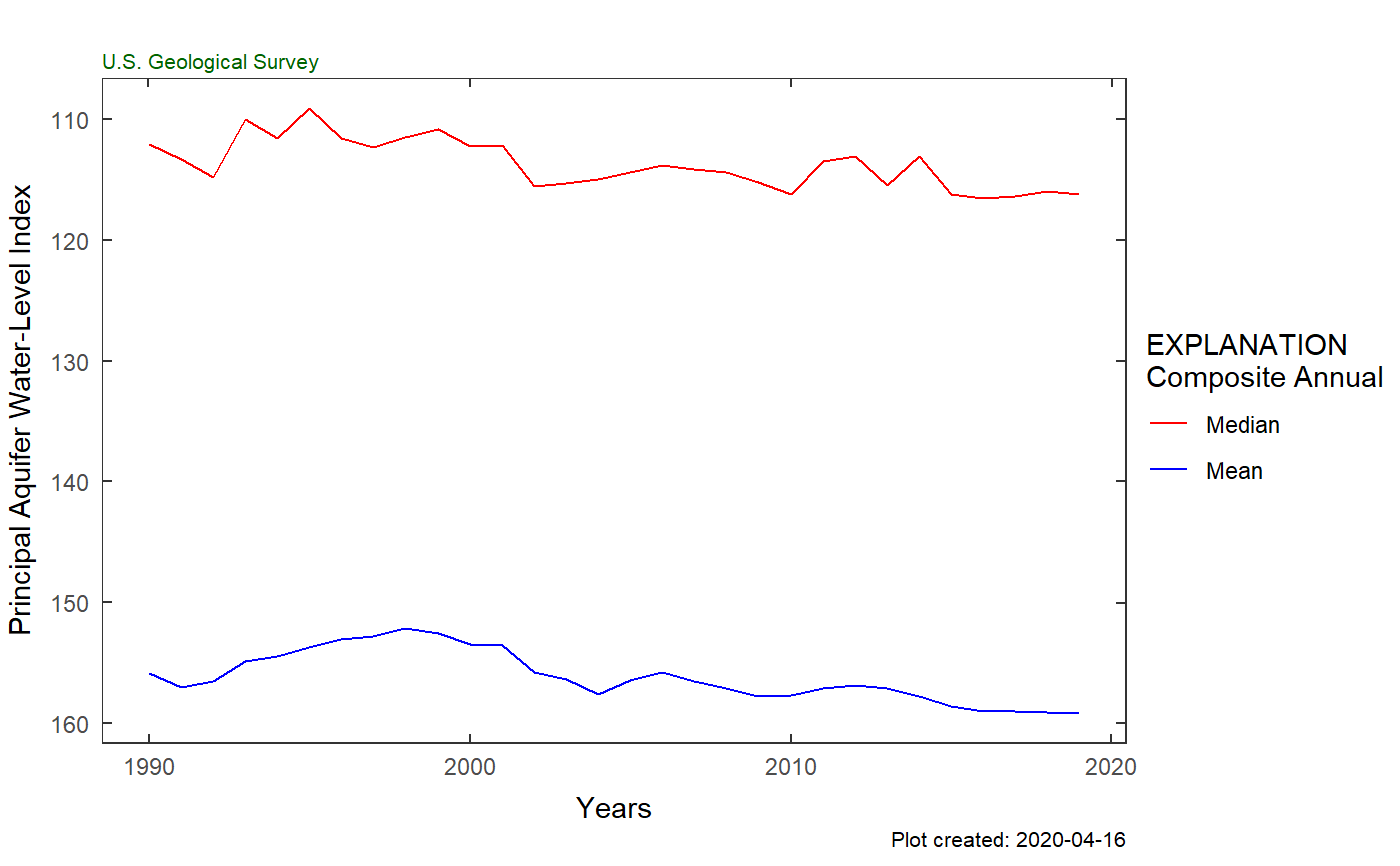 U.S. Geological Survey
Principal Aquifer Water-Level Index
110
120
130
140
150
160
1990
2000
2010
2020
Years
EXPLANATION
Composite Annual
Median
Mean
Plot created: 2020-04-16